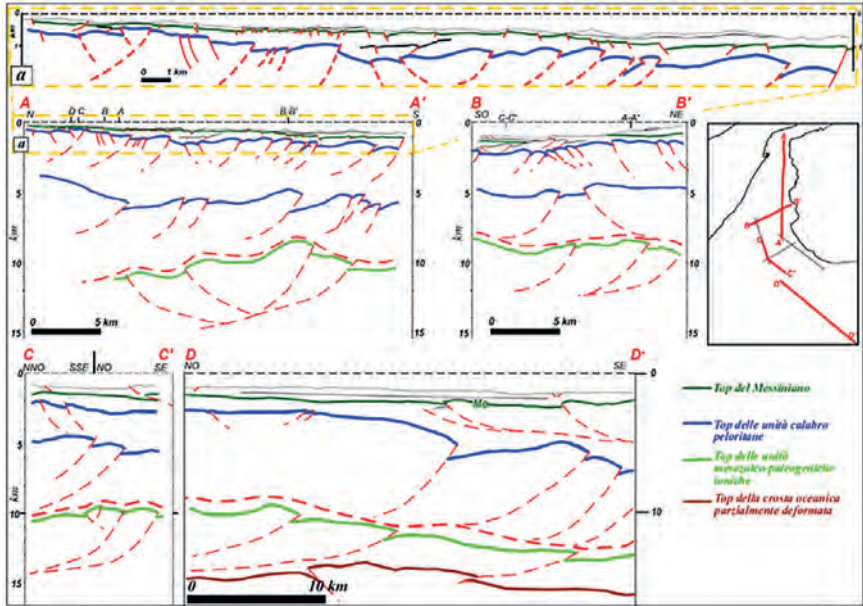 0
km
1
a
0 1 km
A A'
N D C B A B-B' S
0 0
a
5 5
km
10 10
15 15
0 5 km
B B'
SO C-C' A-A' NE
0 0
5 5
km
10 10
15 15
0 5 km
B
B'
A'
C
C'
D
D'
C C'
NNO SSE NO SE
0
5
km
10
15
D D'
NO SE
0
Me
10
0 10 km
Top del Messiniano
Top delle unità calabro
peloritane
Top delle unità
mesozoico-paleogeniche
ioniche
Top della crosta oceanica
parzialmente deformata